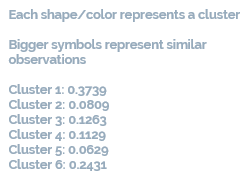 Each shape/color represents a cluster
Bigger symbols represent similar
observations
Cluster 1: 0.3739
Cluster 2: 0.0809
Cluster 3: 0.1263
Cluster 4: 0.1129
Cluster 5: 0.0629
Cluster 6: 0.2431